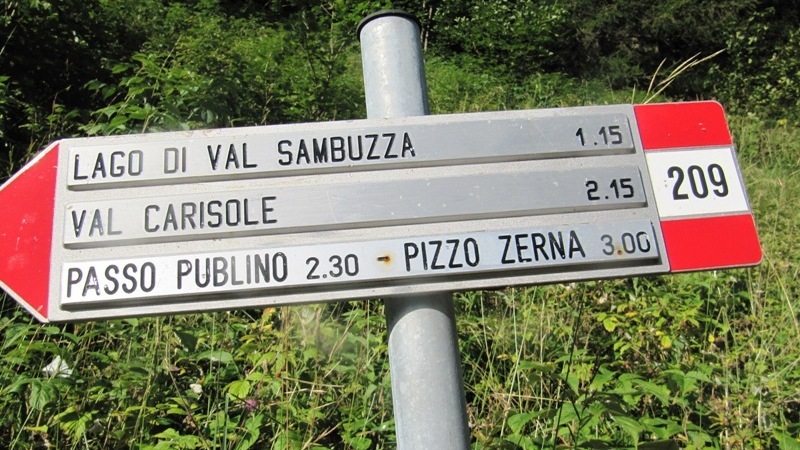 LAGO DI VAL SAMBUZZA 1.15
VAL CARISOLE 2.15
PASSO PUBLINO 2.30 - PIZZO ZERNA 3.00
209